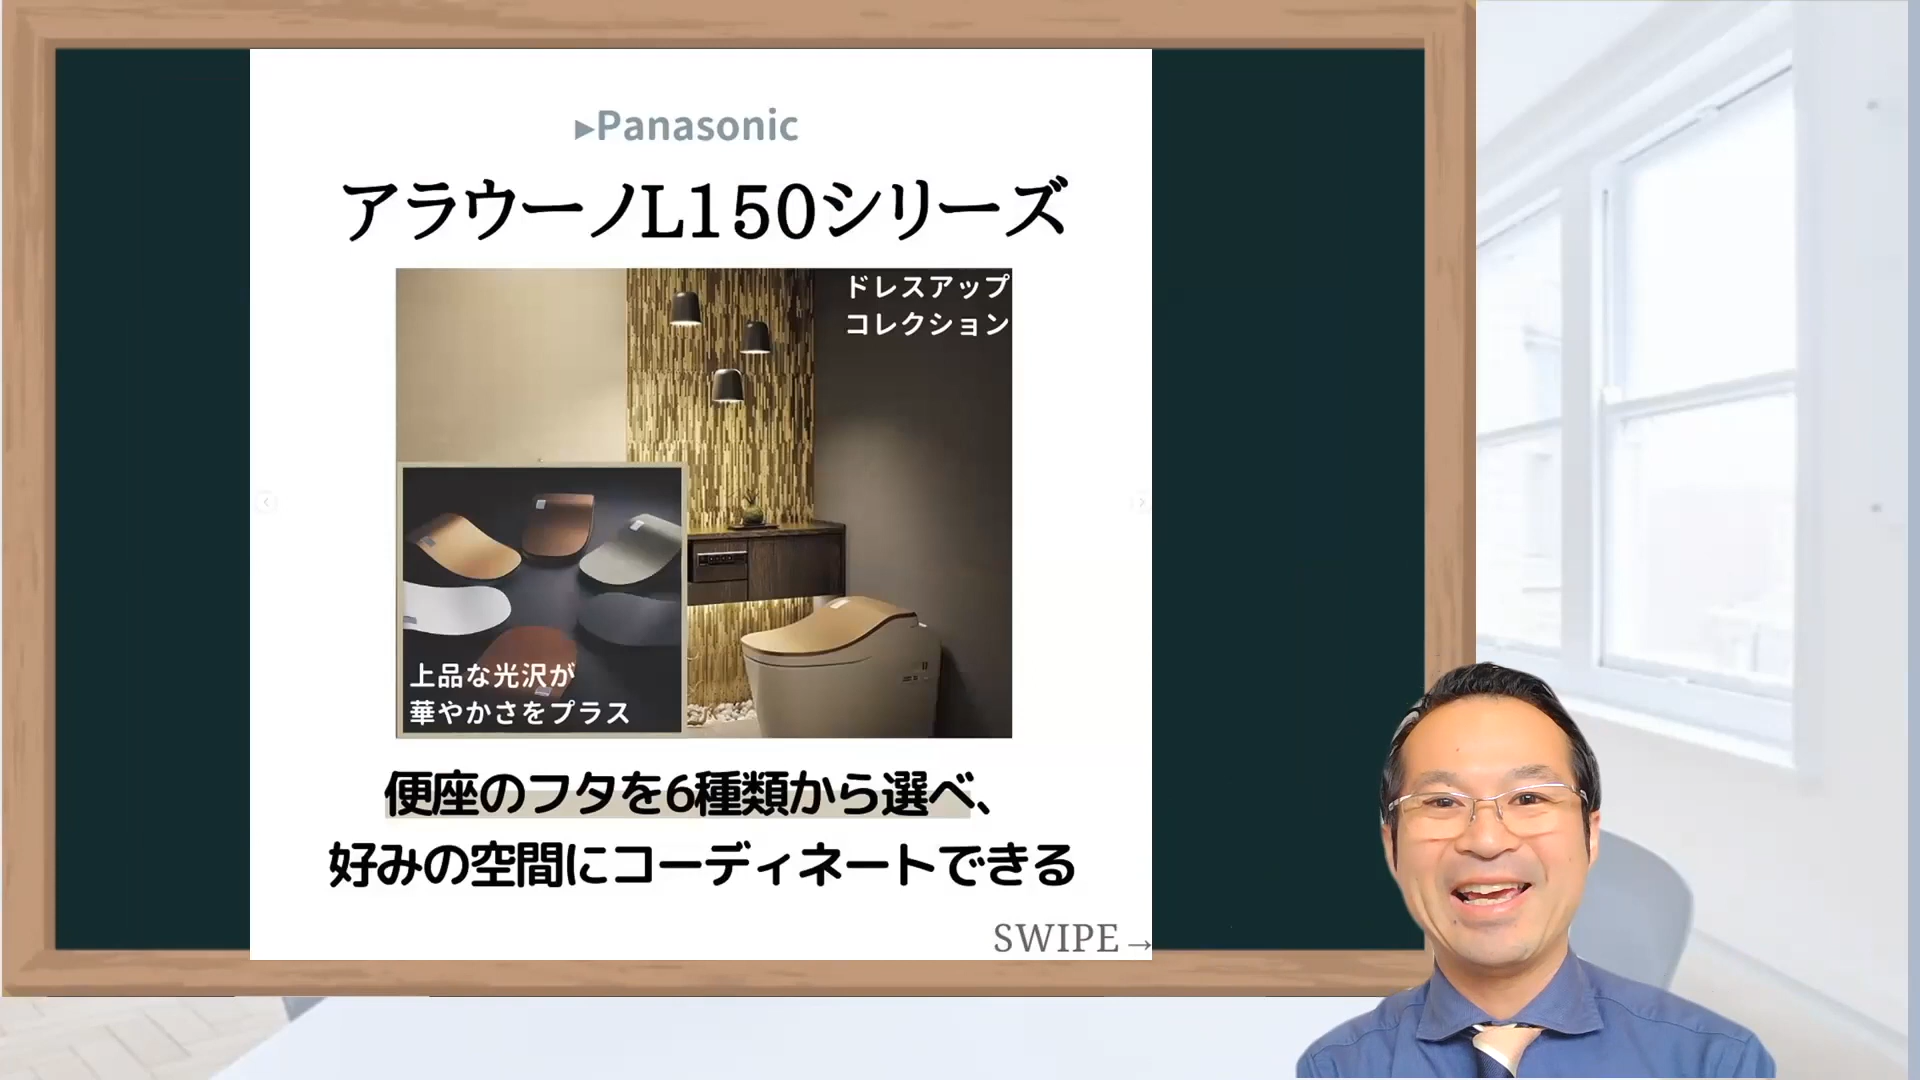 ▸Panasonic
アラウーノL150シリーズ
ドレスアップ
コレクション
上品な光沢が
華やかさをプラス
便座のフタを6種類から選べ、
好みの空間にコーディネートできる
SWIPE→